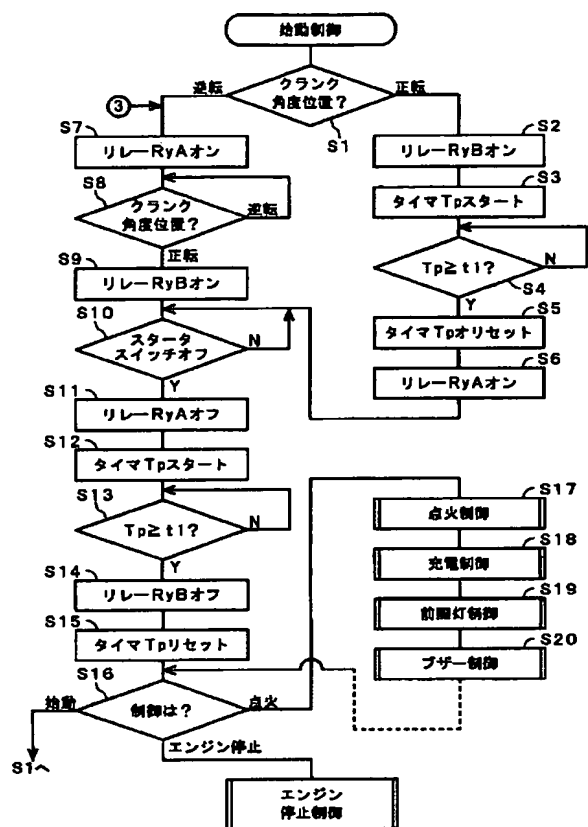 始動制御
クランク
角度位置?
逆転
正転
S1
③
S7
リレーRyAオン
S8
クランク
角度位置?
逆転
正転
S9
リレーRyBオン
S10
スタータ
スイッチオフ
N
Y
S11
リレーRyAオフ
S12
タイマTpスタート
S13
Tp≧t1?
N
Y
S14
リレーRyBオフ
S15
タイマTpリセット
S16
制御は?
始動
点火
S1へ
エンジン停止
エンジン
停止制御
S2
リレーRyBオン
S3
タイマTpスタート
Tp≧t1?
N
S4
Y
S5
タイマTpオリセット
S6
リレーRyAオン
S17
点火制御
S18
充電制御
S19
前照灯制御
S20
ブザー制御